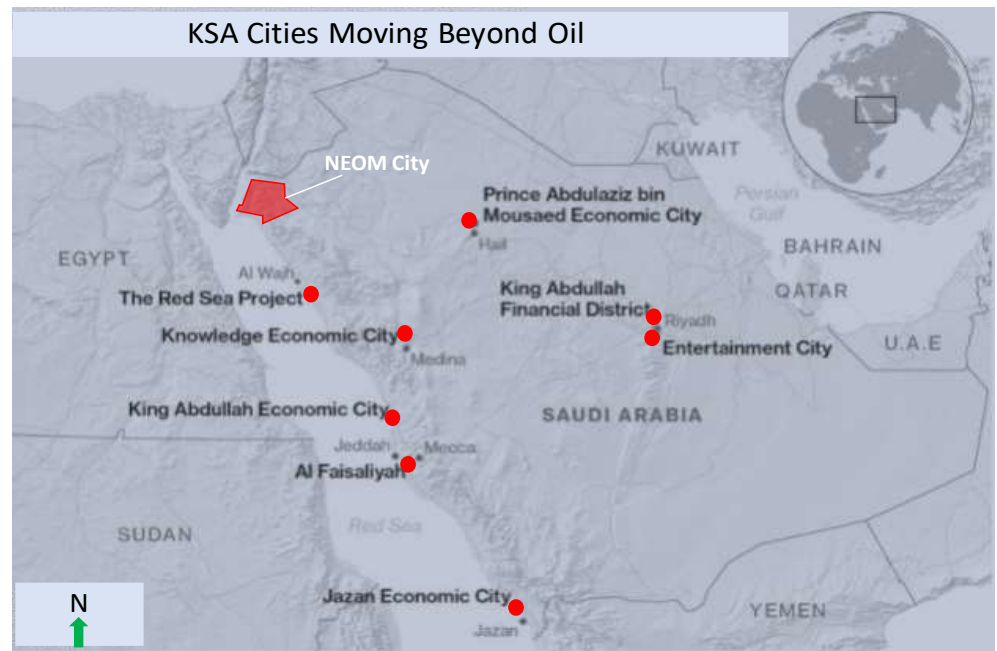 KSA Cities Moving Beyond Oil
KUWAIT
NEOM City
Prince Abdulaziz bin
Mousaed Economic City
Persian
Gulf
Hail
BAHRAIN
EGYPT
Al Wajh
The Red Sea Project
King Abdullah
Financial District
QATAR
Riyadh
Knowledge Economic City
Medina
Entertainment City
U.A.E
King Abdullah Economic City
SAUDI ARABIA
Jeddah
Mecca
Al Faisaliyah
Red Sea
SUDAN
Jazan Economic City
N
YEMEN
Jazan